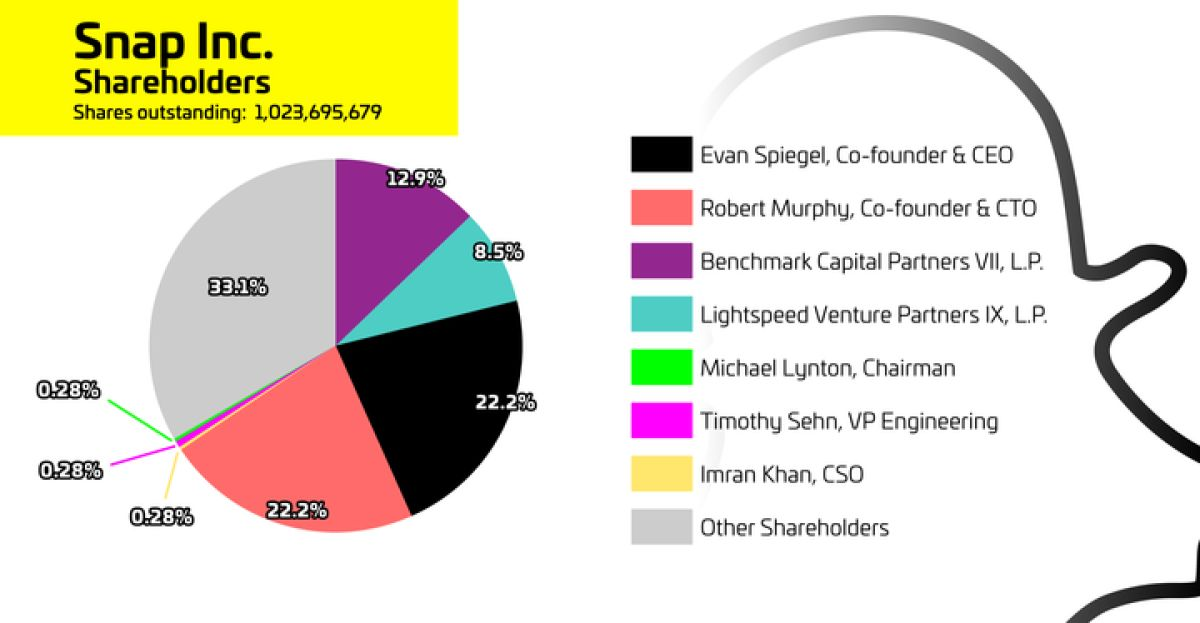 Snap Inc.
Shareholders
Shares outstanding: 1,023,695,679
12.9%
8.5%
33.1%
22.2%
0.28%
0.28%
0.28%
22.2%
Evan Spiegel, Co-founder & CEO
Robert Murphy, Co-founder & CTO
Benchmark Capital Partners VII, L.P.
Lightspeed Venture Partners IX, L.P.
Michael Lynton, Chairman
Timothy Sehn, VP Engineering
Imran Khan, CSO
Other Shareholders